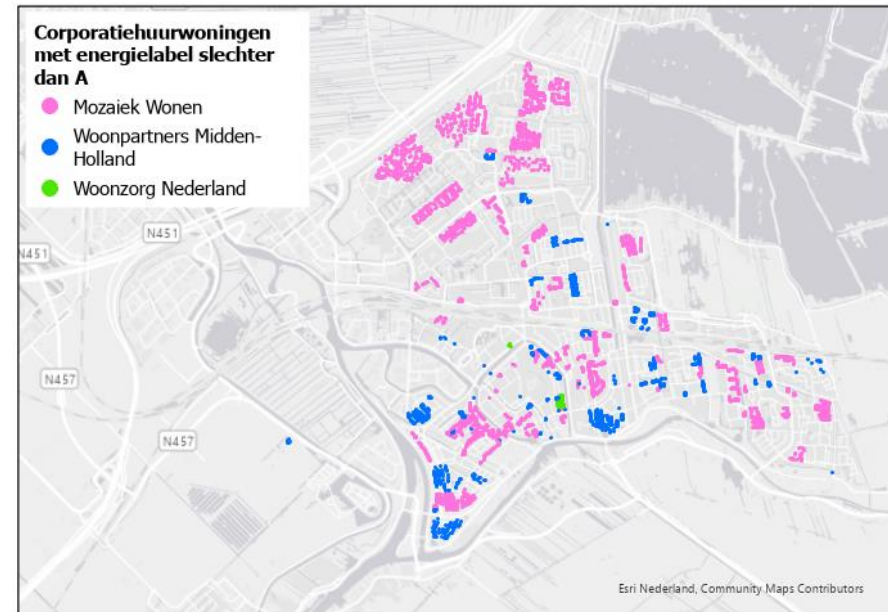 Corporatiehuurwoningen
met energielabel slechter
dan A
Mozaiek Wonen
Woonpartners Midden-
Holland
Woonzorg Nederland
N451
N451
N457
N457
Esri Nederland, Community Maps Contributors